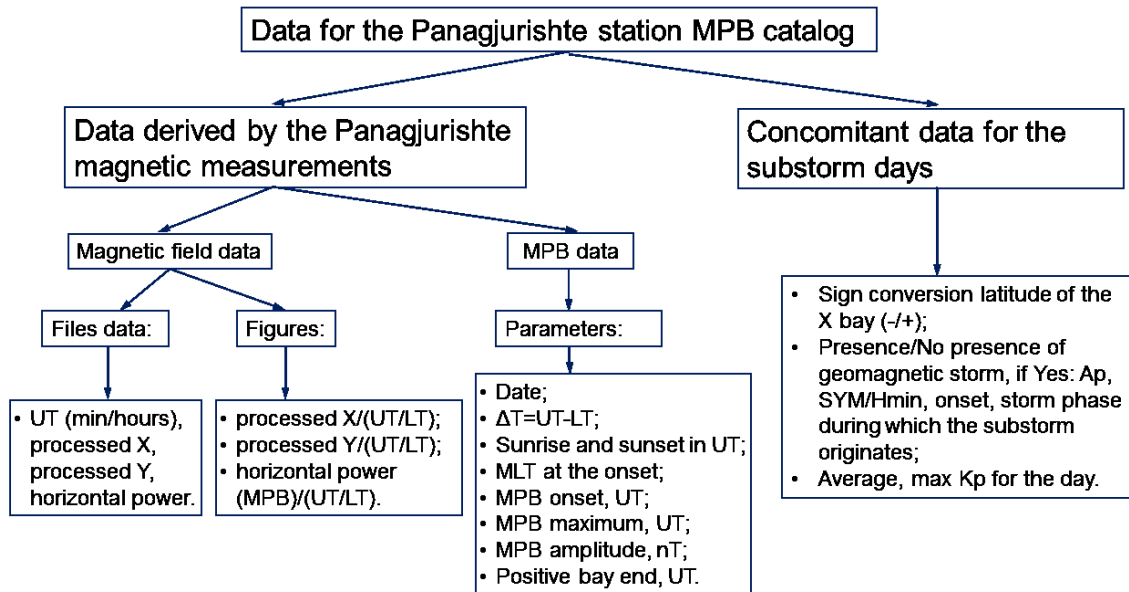 Data for the Panagjurishte station MPB catalog
Data derived by the Panagjurishte
magnetic measurements
Concomitant data for the
substorm days
Magnetic field data
MPB data
Files data:
Figures:
Parameters:
• UT (min/hours),
processed X,
processed Y,
horizontal power.
• processed X/(UT/LT);
• processed Y/(UT/LT);
• horizontal power
(MPB)/(UT/LT).
• Date;
• ΔT=UT-LT;
• Sunrise and sunset in UT;
• MLT at the onset;
• MPB onset, UT;
• MPB maximum, UT;
• MPB amplitude, nT;
• Positive bay end, UT.
• Sign conversion latitude of the
X bay (-/+);
• Presence/No presence of
geomagnetic storm, if Yes: Ap,
SYM/Hmin, onset, storm phase
during which the substorm
originates;
• Average, max Kp for the day.